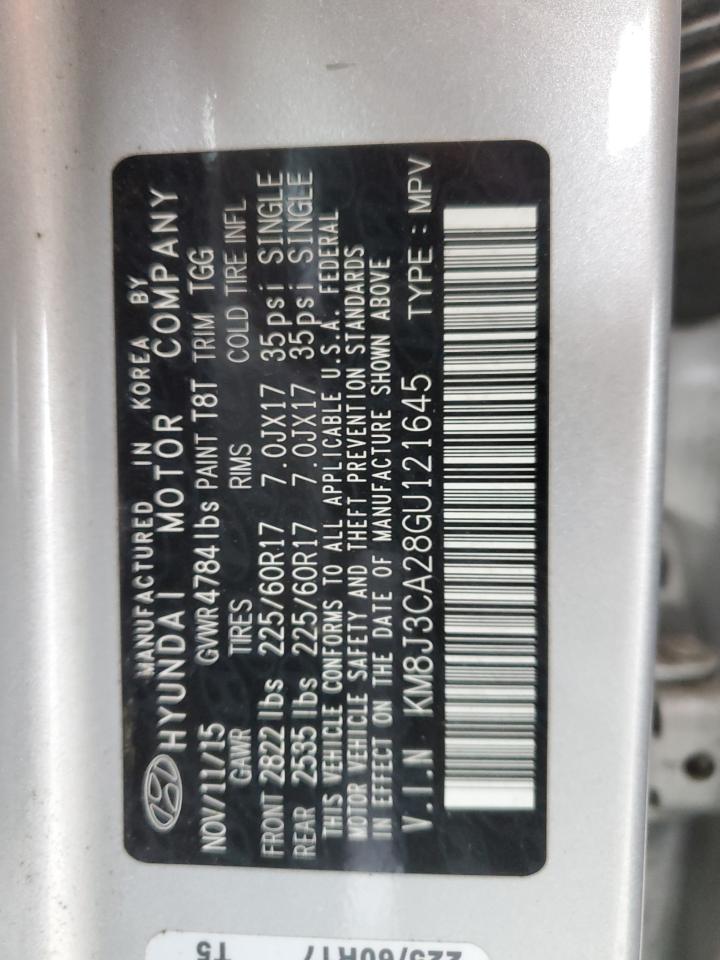 MANUFACTURED IN KOREA BY
HYUNDAI MOTOR COMPANY
NOV/11/15 GVWR4784lbs PAINT T8T TRIM TGG
GAWR TIRES RIMS COLD TIRE INFL
FRONT 2822 lbs 225/60R17 7.0JX17 35psi SINGLE
REAR 2535 lbs 225/60R17 7.0JX17 35psi SINGLE
THIS VEHICLE CONFORMS TO ALL APPLICABLE U.S.A. FEDERAL
MOTOR VEHICLE SAFETY AND THEFT PREVENTION STANDARDS
IN EFFECT ON THE DATE OF MANUFACTURE SHOWN ABOVE
V.I.N KM8J3CA28GU121645 TYPE : MPV
225/60R17
T5